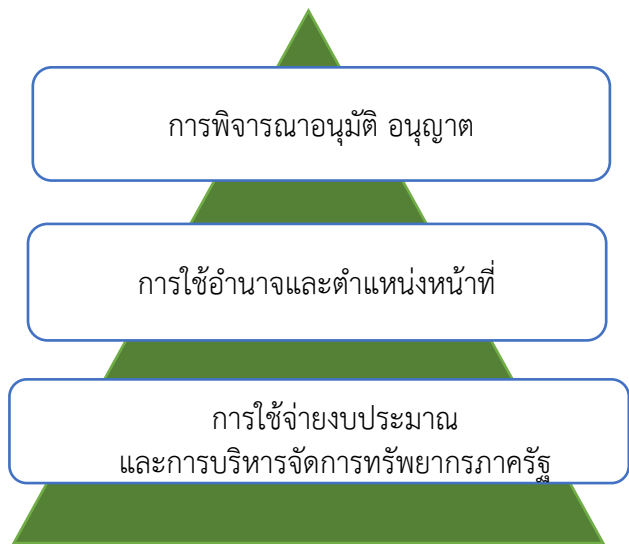 การพิจารณาอนุมัติ อนุญาต
การใช้อำนาจและตำแหน่งหน้าที่
การใช้จ่ายงบประมาณ
และการบริหารจัดการทรัพยากรภาครัฐ